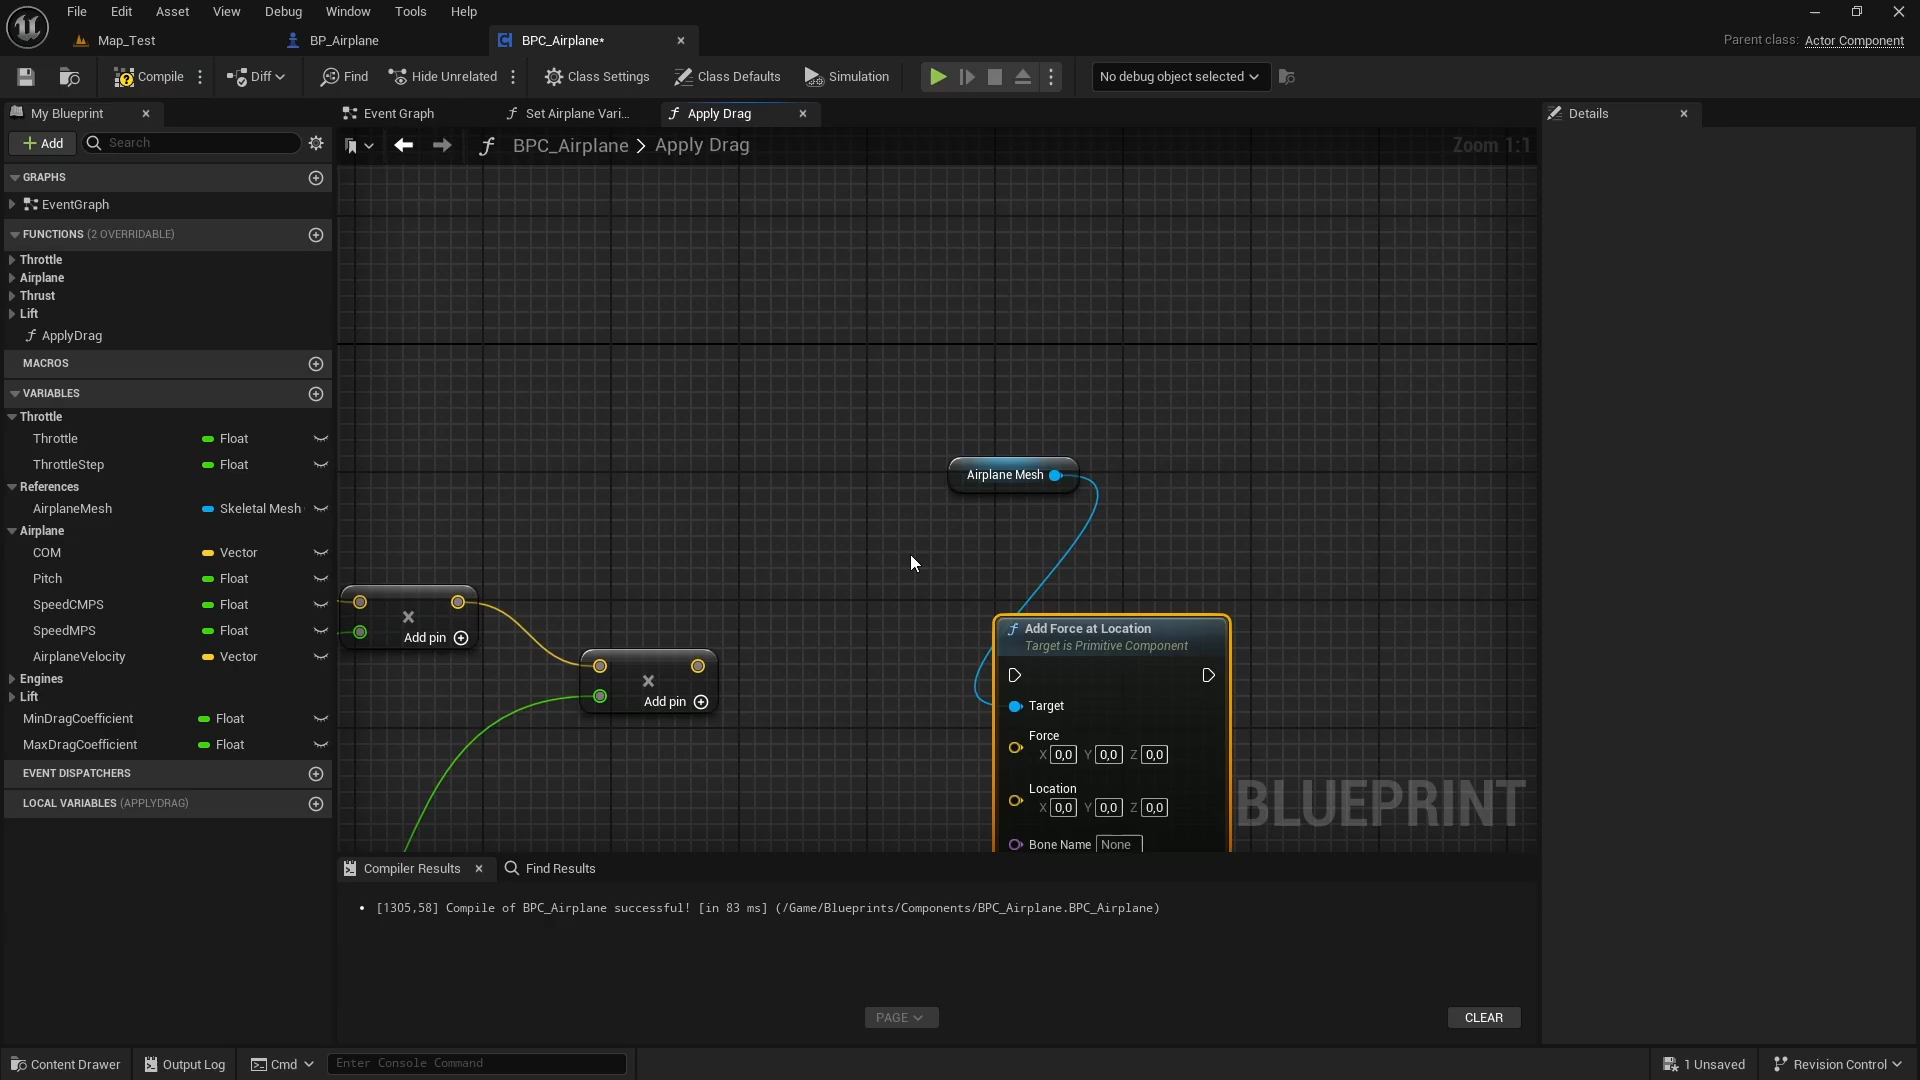 File Edit Asset View Debug Window Tools Help
Map_Test BP_Airplane BPC_Airplane* Parent class: Actor Component
Compile Diff Find Hide Unrelated Class Settings Class Defaults Simulation No debug object selected
My Blueprint Event Graph Set Airplane Vari... Apply Drag Details
Add Search BPC_Airplane > Apply Drag Zoom 1:1
GRAPHS
EventGraph
FUNCTIONS (2 OVERRIDABLE)
Throttle
Airplane
Thrust
Lift
ApplyDrag
MACROS
VARIABLES
Throttle
Throttle Float
ThrottleStep Float
References
AirplaneMesh Skeletal Mesh
Airplane
COM Vector
Pitch Float
SpeedCMPS Float
SpeedMPS Float
AirplaneVelocity Vector
Engines
Lift
MinDragCoefficient Float
MaxDragCoefficient Float
EVENT DISPATCHERS
LOCAL VARIABLES (APPLYDRAG)
Airplane Mesh
Add pin
Add pin
Add Force at Location
Target is Primitive Component
Target
Force
X 0,0 Y 0,0 Z 0,0
Location
X 0,0 Y 0,0 Z 0,0
Bone Name None
BLUEPRINT
Compiler Results Find Results
[1305,58] Compile of BPC_Airplane successful! [in 83 ms] (/Game/Blueprints/Components/BPC_Airplane.BPC_Airplane)
PAGE CLEAR
Content Drawer Output Log Cmd Enter Console Command 1 Unsaved Revision Control